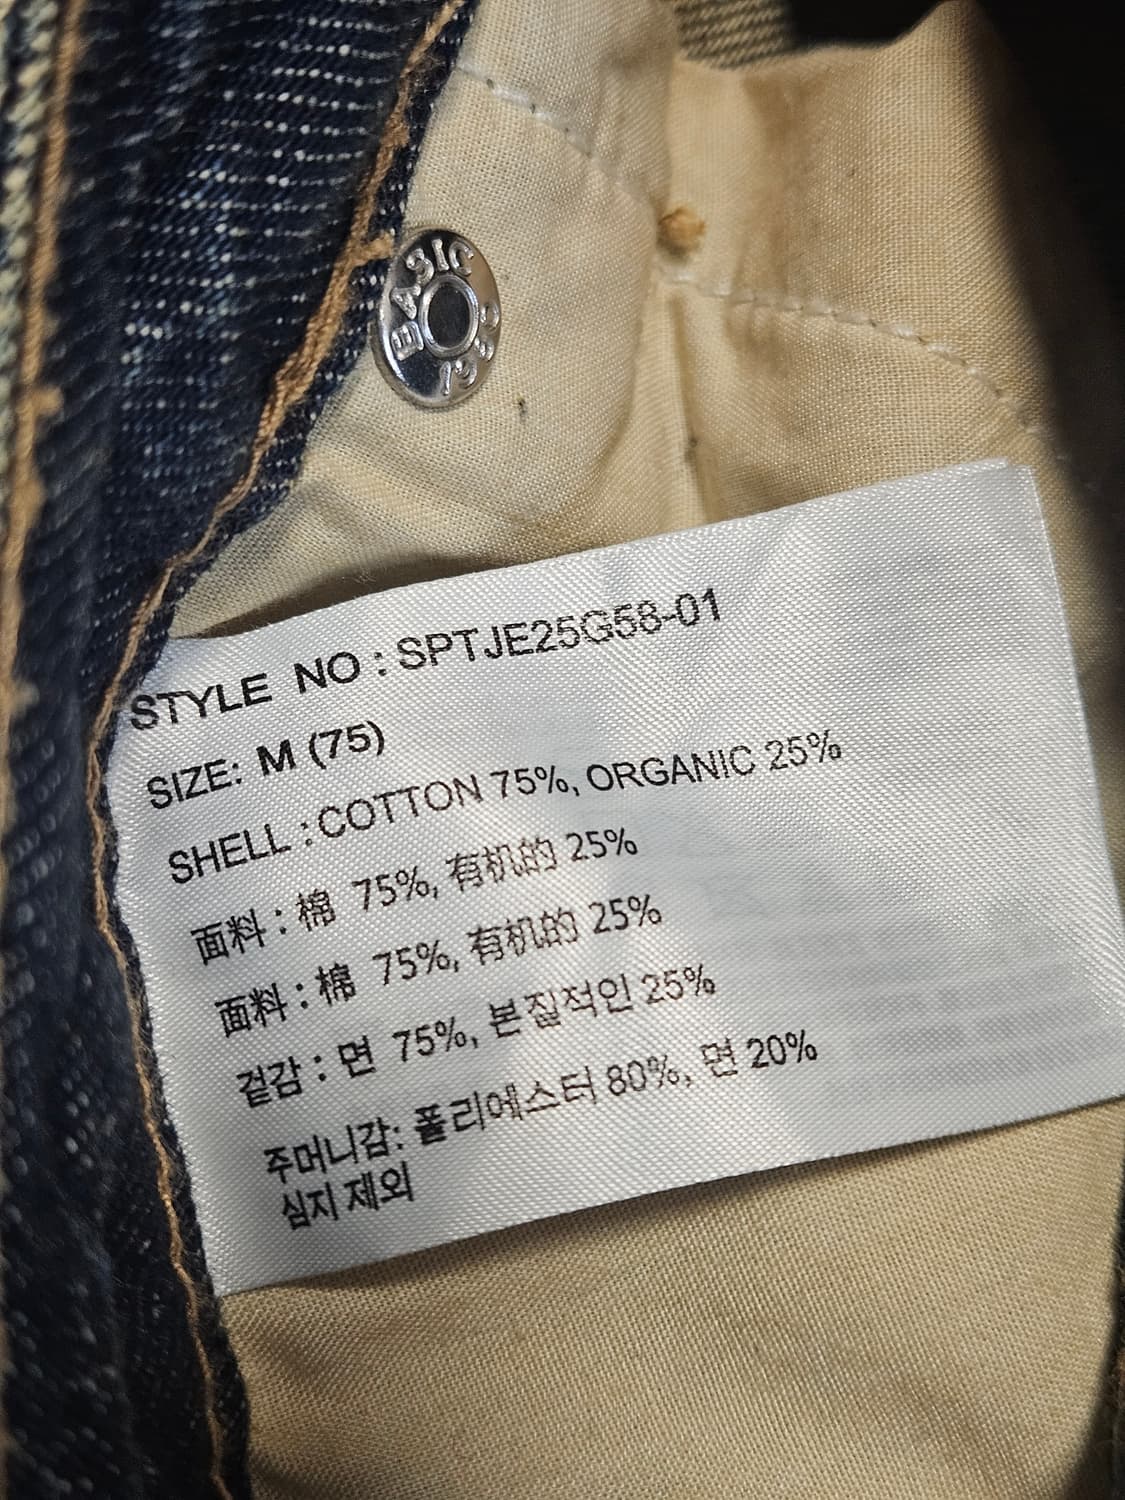 BASIC
STYLE NO : SPTJE25G58-01
SIZE: M (75)
SHELL : COTTON 75%, ORGANIC 25%
面料 : 棉 75%, 有机的 25%
面料 : 棉 75%, 有机的 25%
겉감 : 면 75%, 본질적인 25%
주머니감: 폴리에스터 80%, 면 20%
심지 제외